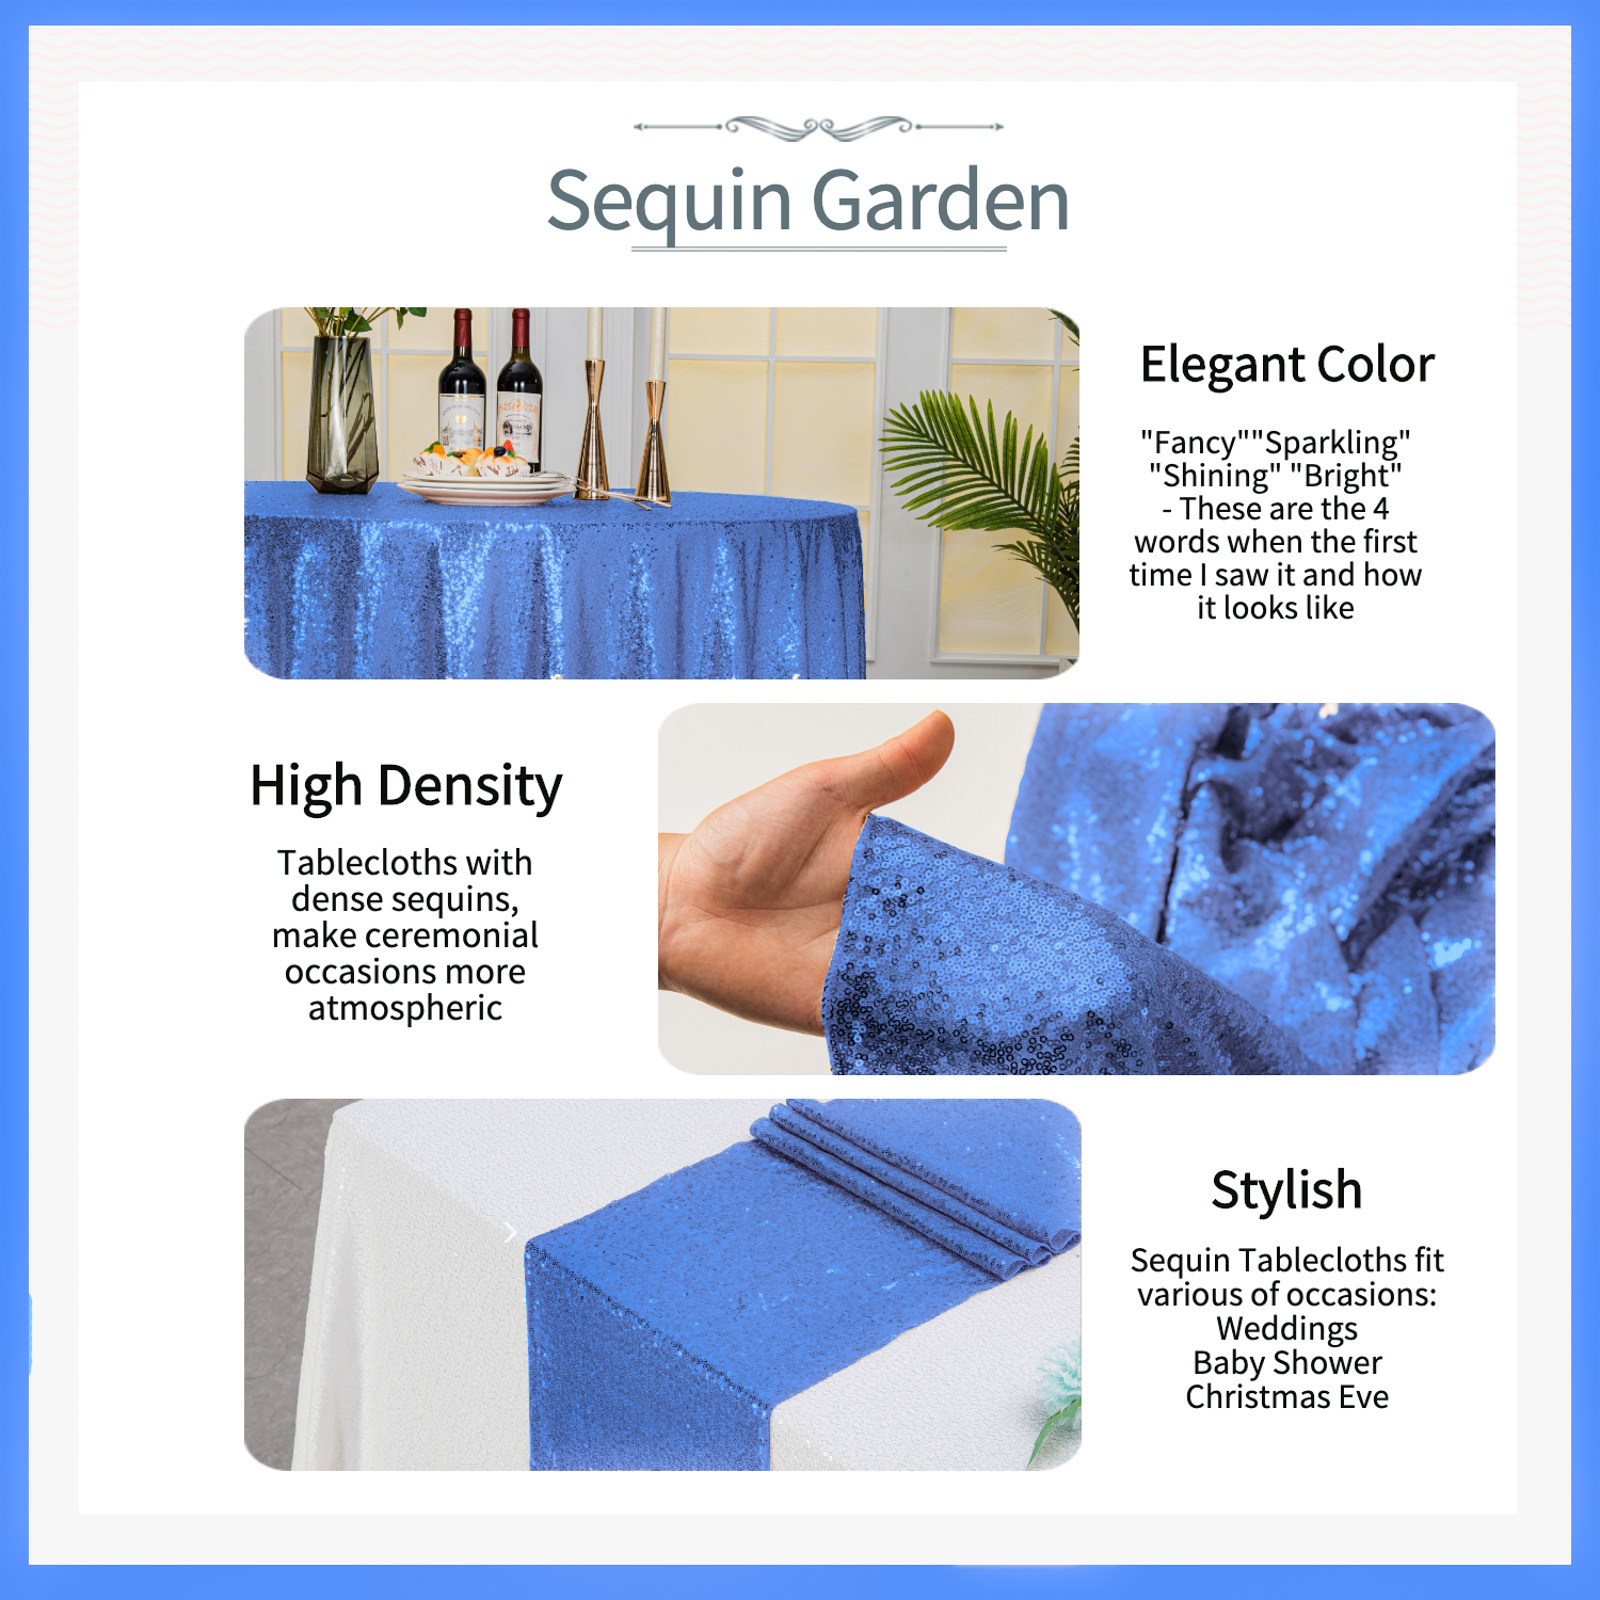 Sequin Garden
Elegant Color
"Fancy""Sparkling"
"Shining" "Bright"
- These are the 4
words when the first
time I saw it and how
it looks like
High Density
Tablecloths with
dense sequins,
make ceremonial
occasions more
atmospheric
Stylish
Sequin Tablecloths fit
various of occasions:
Weddings
Baby Shower
Christmas Eve